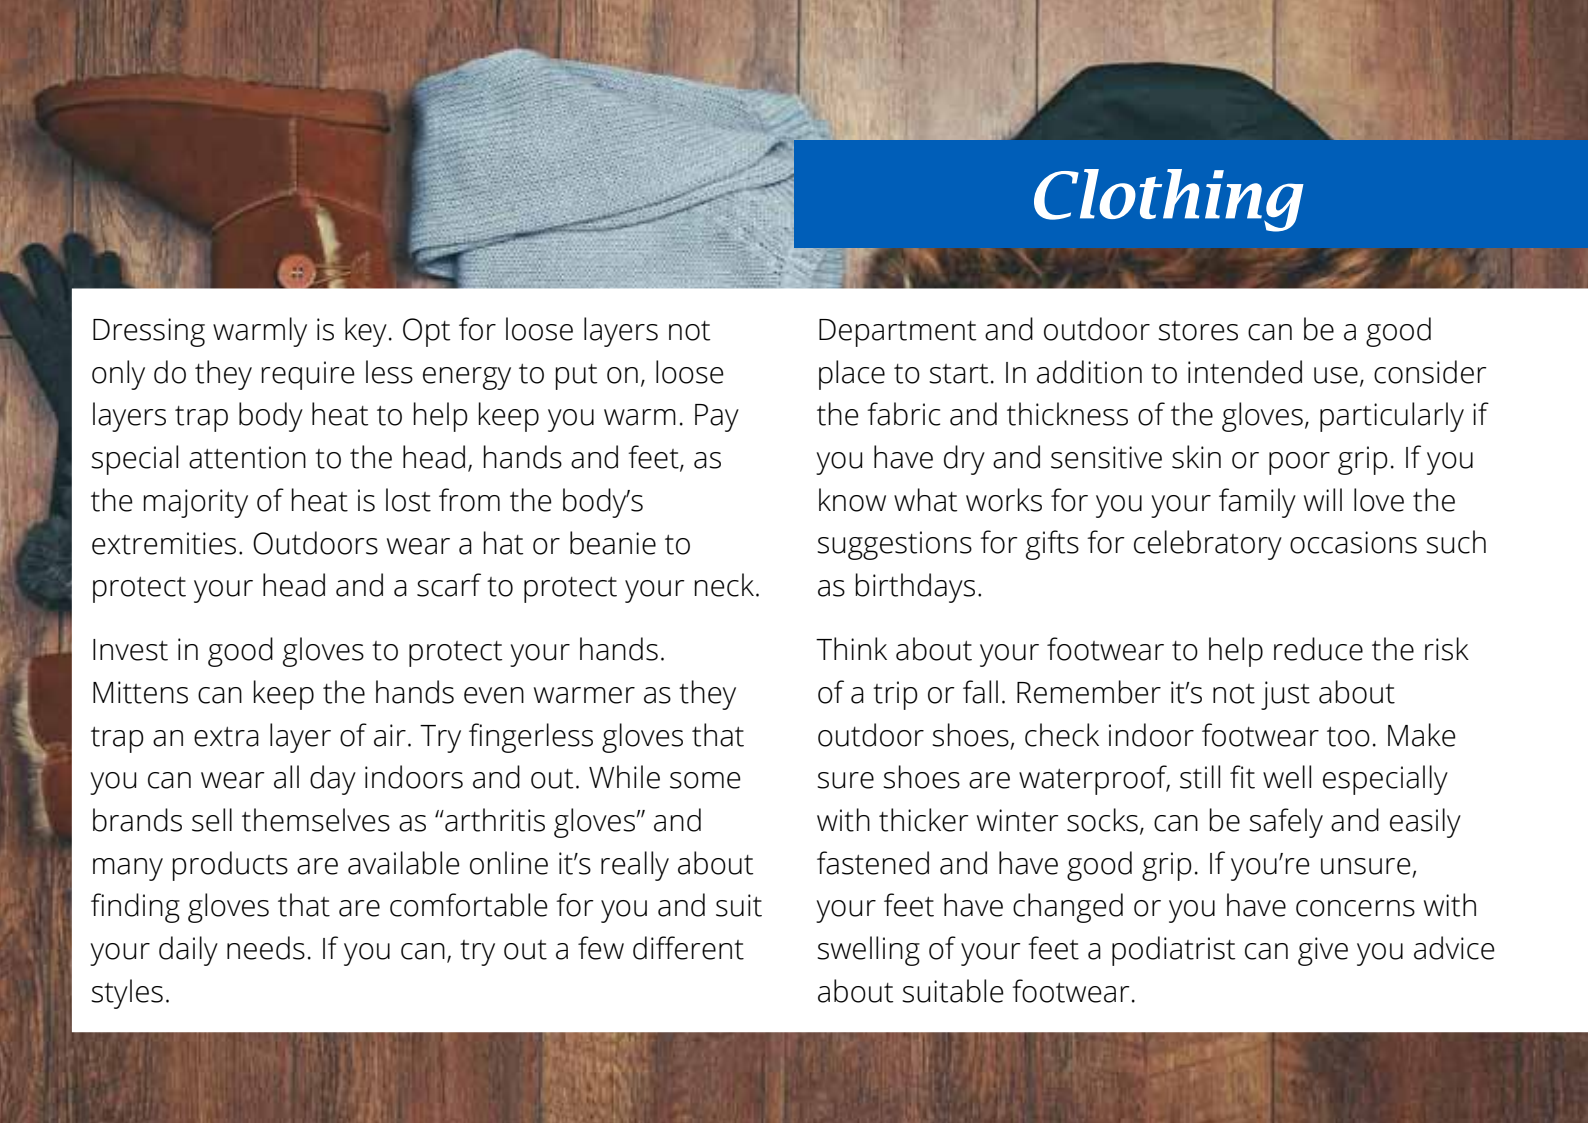 Clothing
Dressing warmly is key. Opt for loose layers not
only do they require less energy to put on, loose
layers trap body heat to help keep you warm. Pay
special attention to the head, hands and feet, as
the majority of heat is lost from the body’s
extremities. Outdoors wear a hat or beanie to
protect your head and a scarf to protect your neck.
Invest in good gloves to protect your hands.
Mittens can keep the hands even warmer as they
trap an extra layer of air. Try fingerless gloves that
you can wear all day indoors and out. While some
brands sell themselves as “arthritis gloves” and
many products are available online it’s really about
finding gloves that are comfortable for you and suit
your daily needs. If you can, try out a few different
styles.
Department and outdoor stores can be a good
place to start. In addition to intended use, consider
the fabric and thickness of the gloves, particularly if
you have dry and sensitive skin or poor grip. If you
know what works for you your family will love the
suggestions for gifts for celebratory occasions such
as birthdays.
Think about your footwear to help reduce the risk
of a trip or fall. Remember it’s not just about
outdoor shoes, check indoor footwear too. Make
sure shoes are waterproof, still fit well especially
with thicker winter socks, can be safely and easily
fastened and have good grip. If you’re unsure,
your feet have changed or you have concerns with
swelling of your feet a podiatrist can give you advice
about suitable footwear.